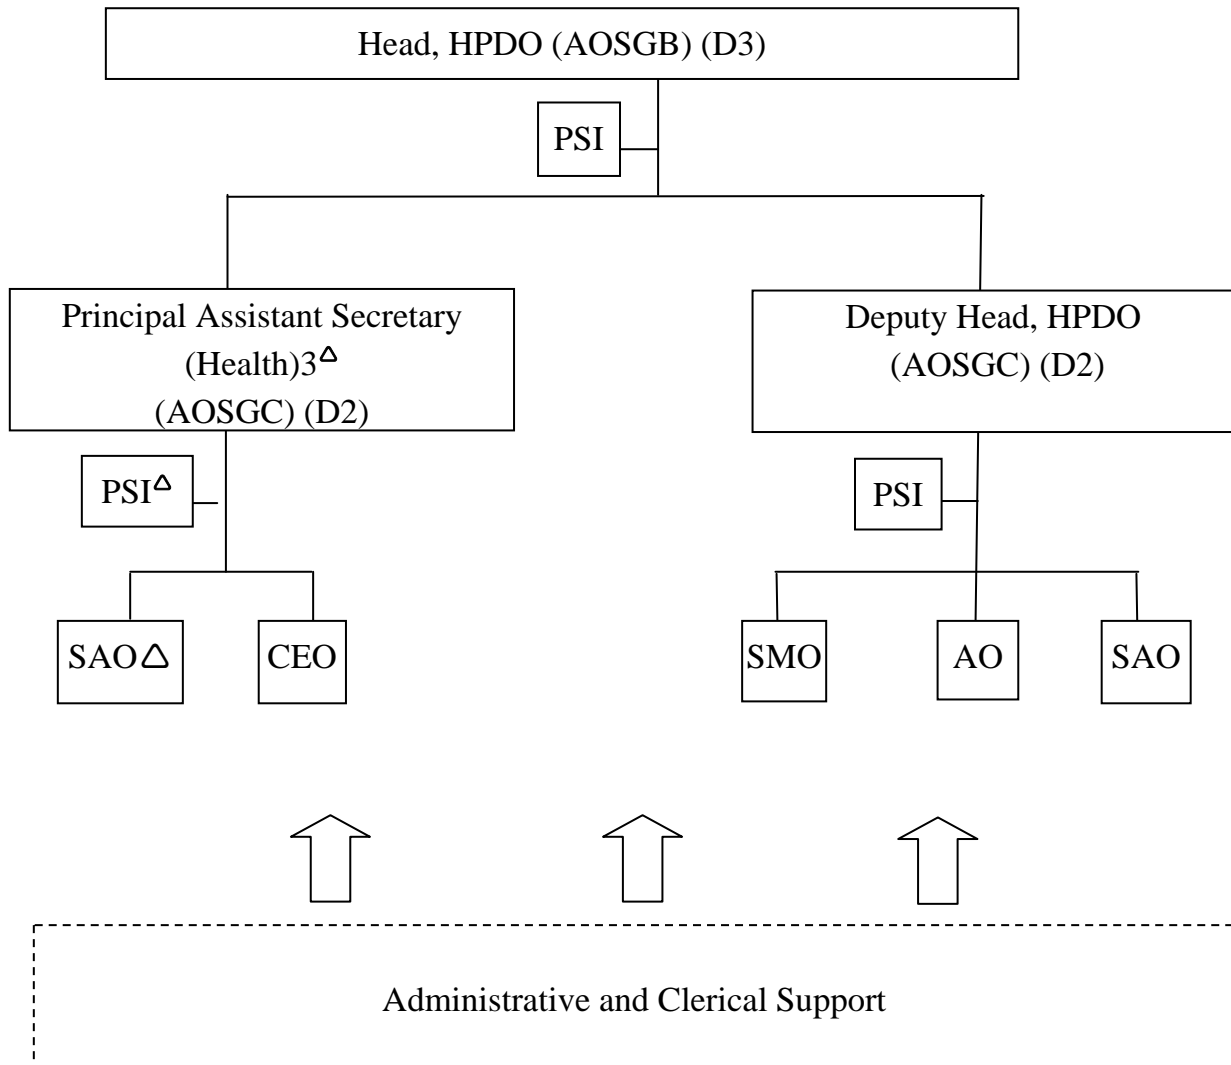 Head, HPDO (AOSGB) (D3)
PSI
Principal Assistant Secretary
(Health)3△
(AOSGC) (D2)
Deputy Head, HPDO
(AOSGC) (D2)
PSI△
PSI
SAO△
CEO
SMO
AO
SAO
Administrative and Clerical Support